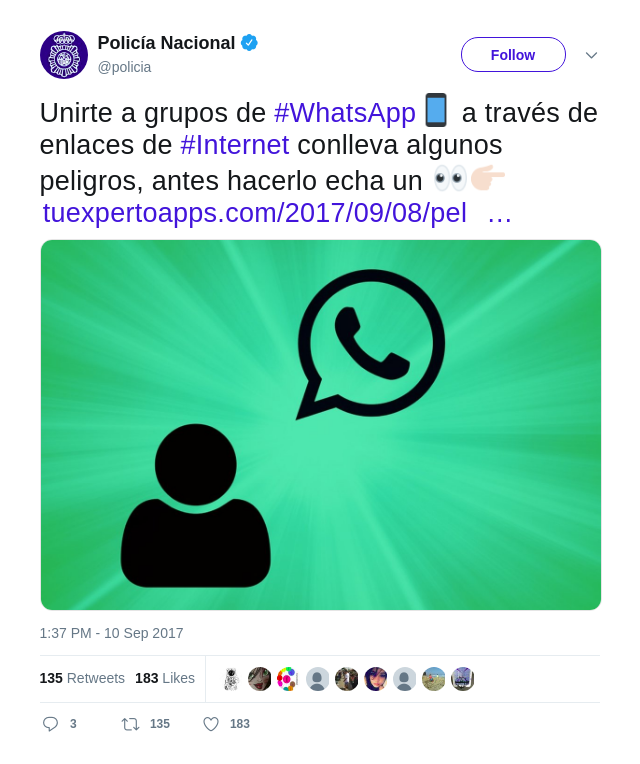 Policía Nacional
@policia
Follow
Unirte a grupos de #WhatsApp a través de
enlaces de #Internet conlleva algunos
peligros, antes hacerlo echa un
tuexpertoapps.com/2017/09/08/pel …
1:37 PM - 10 Sep 2017
135 Retweets 183 Likes
3 135 183